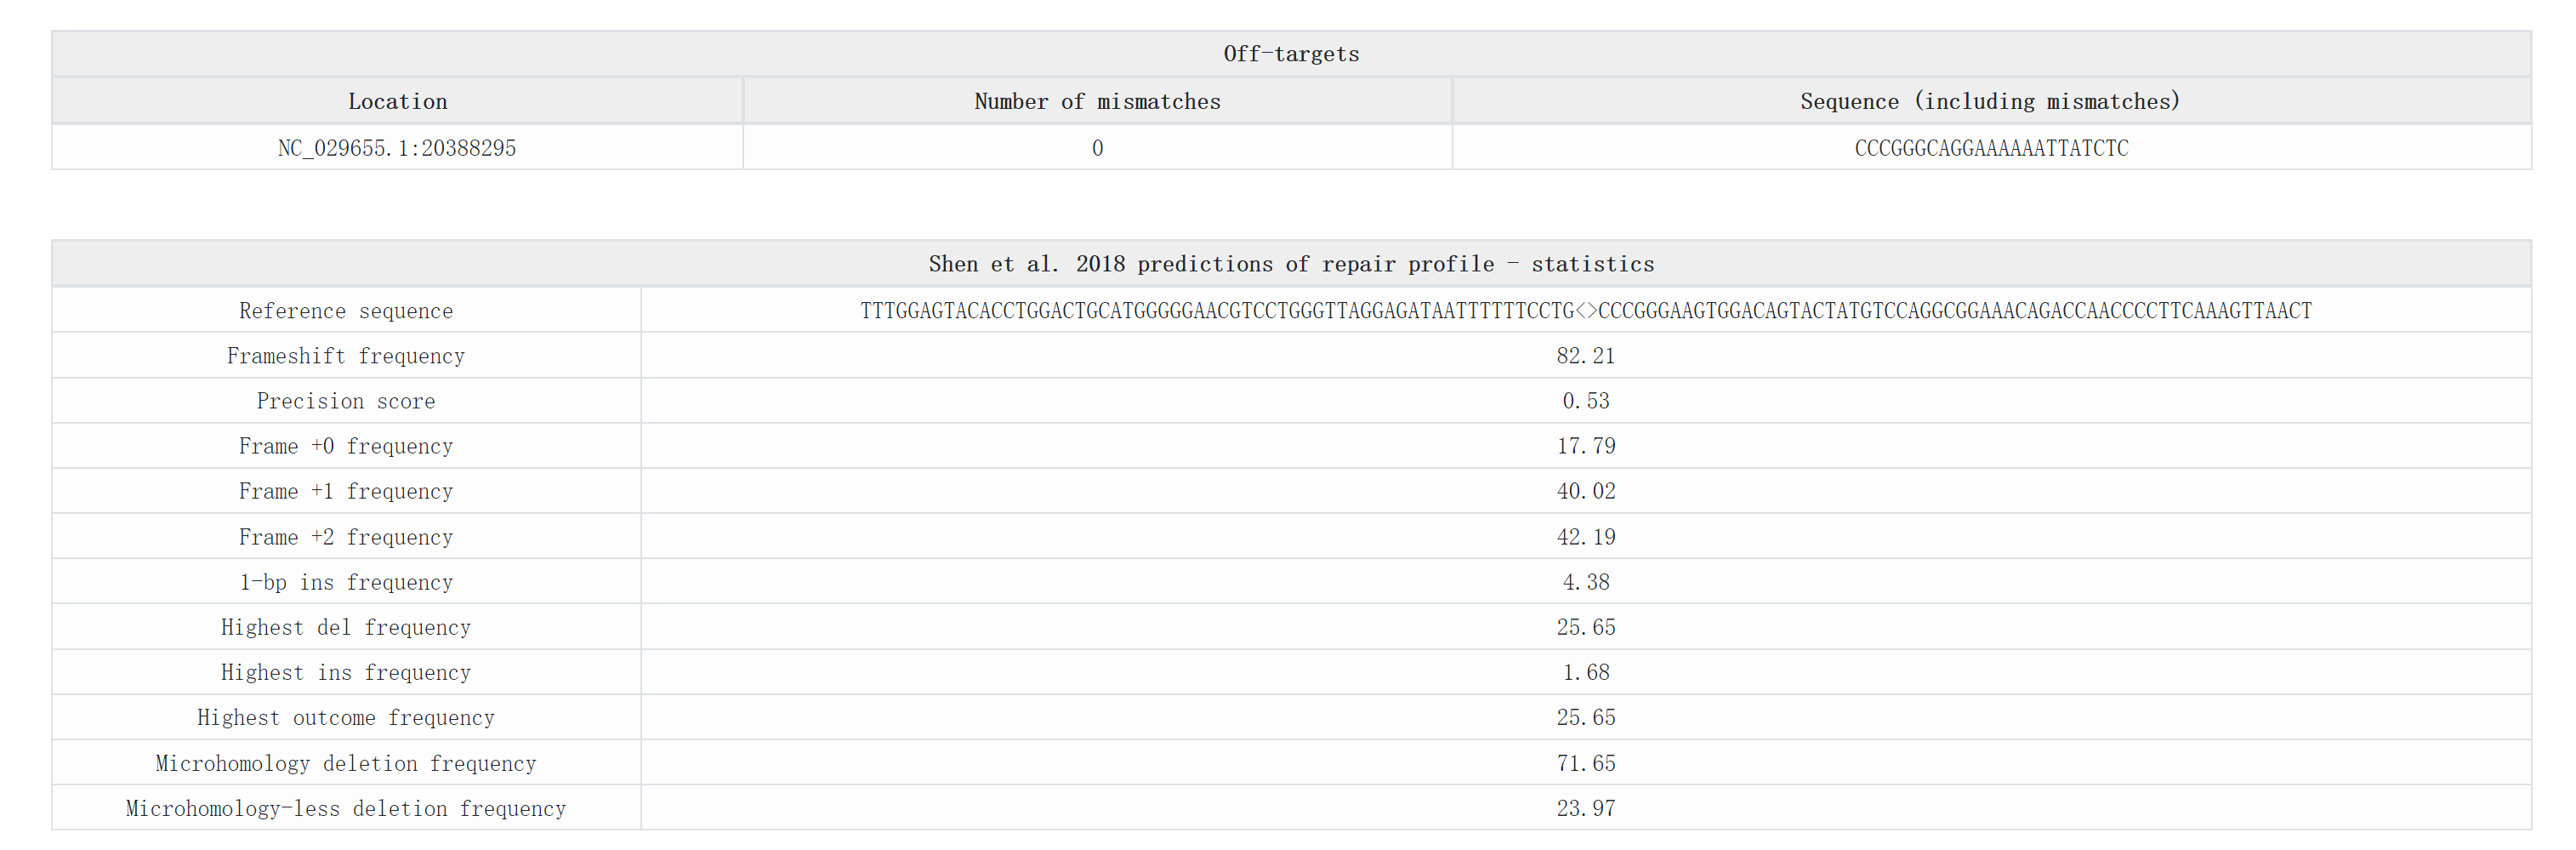 Off-targets
Location Number of mismatches Sequence (including mismatches)
NC_029655.1:20388295 0 CCCGGGCAGGAAAAAATTATCTC
Shen et al. 2018 predictions of repair profile - statistics
Reference sequence TTTGGAGTACACCTGGACTGCATGGGGGAACGTCCTGGGTTAGGAGATAATTTTTTCCTG<>CCCGGGAAGTGGACAGTACTATGTCCAGGCGGAAACAGACCAACCCCTTCAAAGTTAACT
Frameshift frequency 82.21
Precision score 0.53
Frame +0 frequency 17.79
Frame +1 frequency 40.02
Frame +2 frequency 42.19
1-bp ins frequency 4.38
Highest del frequency 25.65
Highest ins frequency 1.68
Highest outcome frequency 25.65
Microhomology deletion frequency 71.65
Microhomology-less deletion frequency 23.97